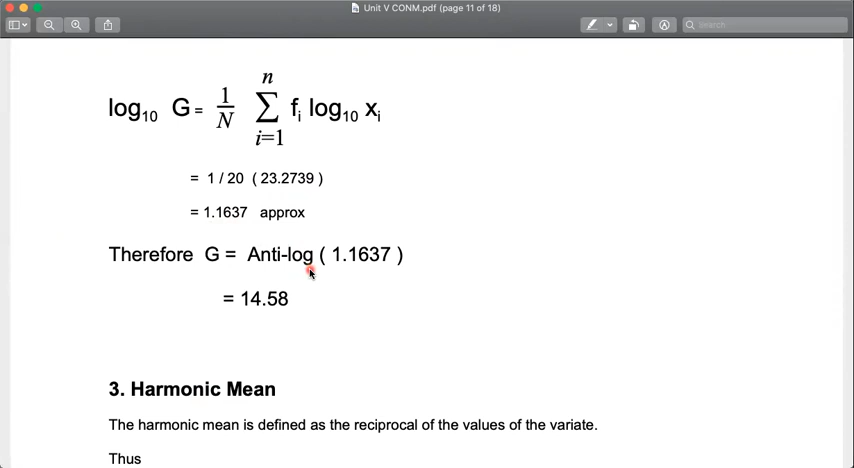 Unit V CONM.pdf (page 11 of 18)
Search
log₁₀ G = 1/N n∑i=1 fᵢ log₁₀ xᵢ
= 1 / 20 ( 23.2739 )
= 1.1637 approx
Therefore G = Anti-log ( 1.1637 )
= 14.58
3. Harmonic Mean
The harmonic mean is defined as the reciprocal of the values of the variate.
Thus